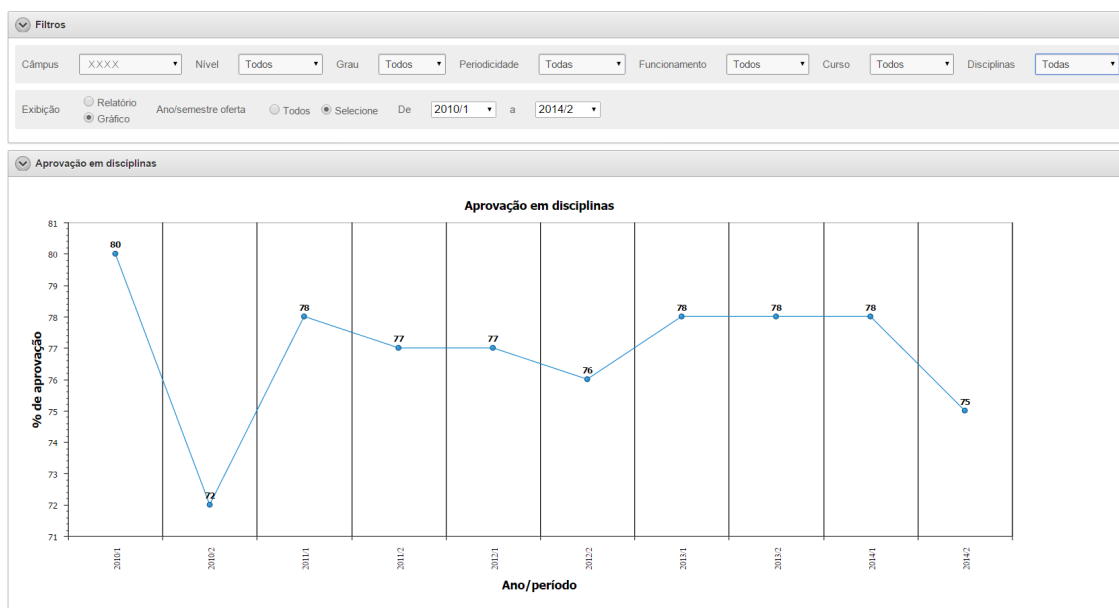 Filtros
Câmpus XXXX Nível Todos Grau Todos Periodicidade Todas Funcionamento Todos Curso Todos Disciplinas Todas
Exibição Relatório Gráfico Ano/semestre oferta Todos Selecione De 2010/1 a 2014/2
Aprovação em disciplinas
Aprovação em disciplinas
% de aprovação
81
80
79
78
77
76
75
74
73
72
71
80
72
78
77
77
76
78
78
78
75
2010/1 2010/2 2011/1 2011/2 2012/1 2012/2 2013/1 2013/2 2014/1 2014/2
Ano/período